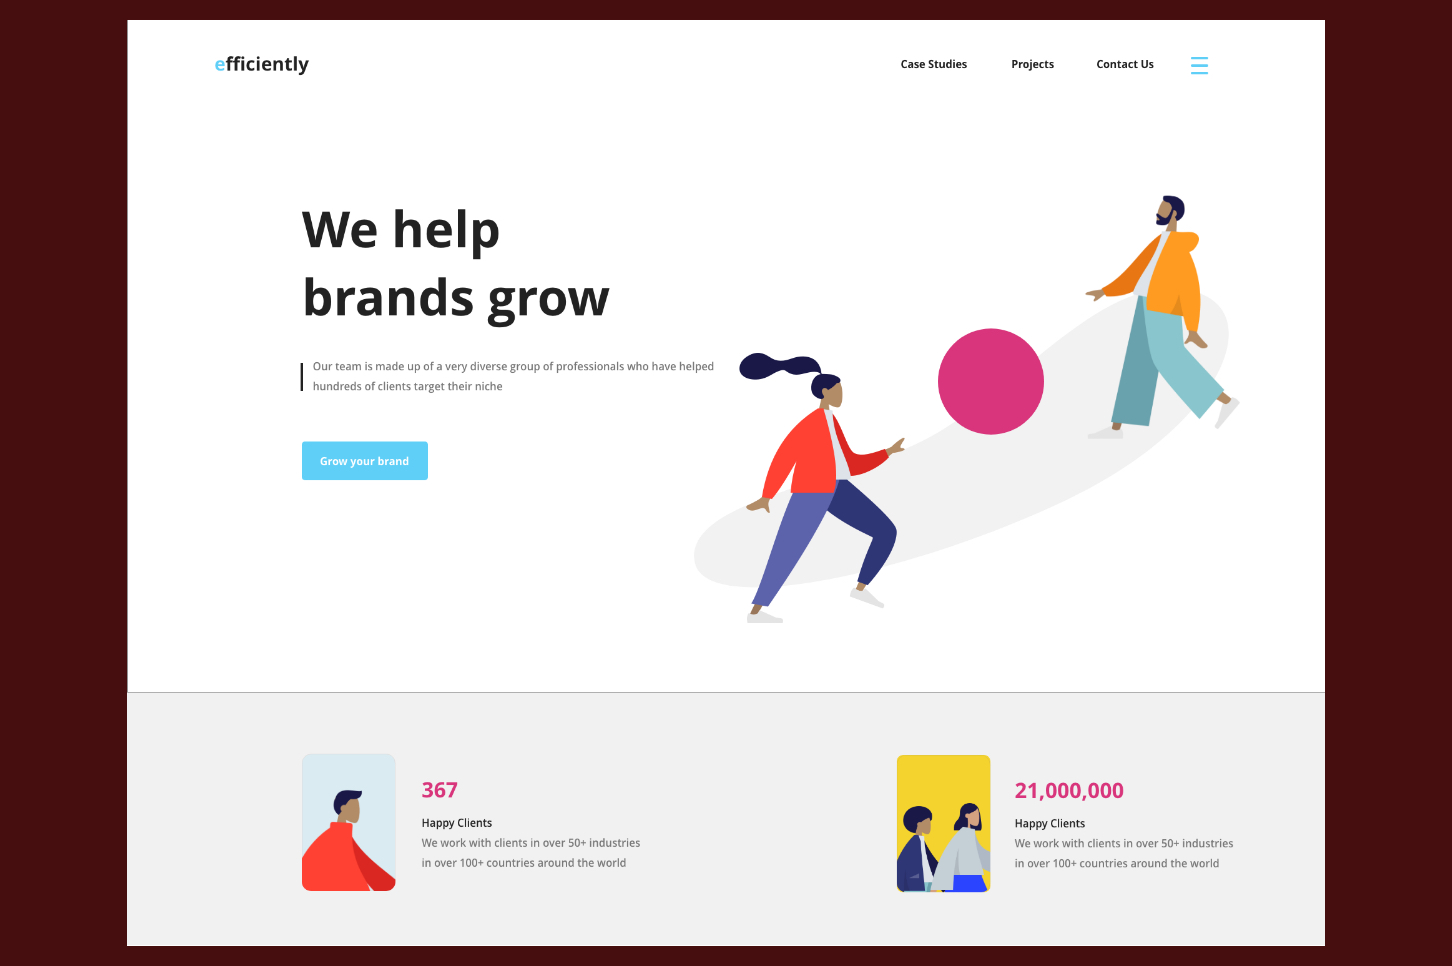 efficiently
Case Studies
Projects
Contact Us
We help
brands grow
Our team is made up of a very diverse group of professionals who have helped
hundreds of clients target their niche
Grow your brand
367
Happy Clients
We work with clients in over 50+ industries
in over 100+ countries around the world
21,000,000
Happy Clients
We work with clients in over 50+ industries
in over 100+ countries around the world